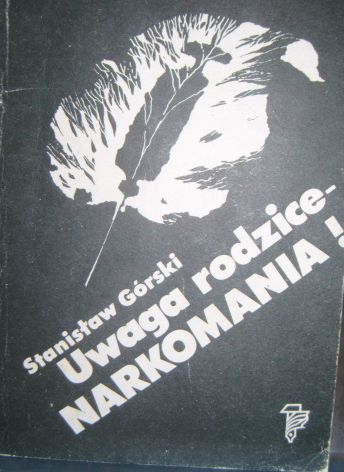 Stanisław Górski
Uwaga rodzice-
NARKOMANIA!